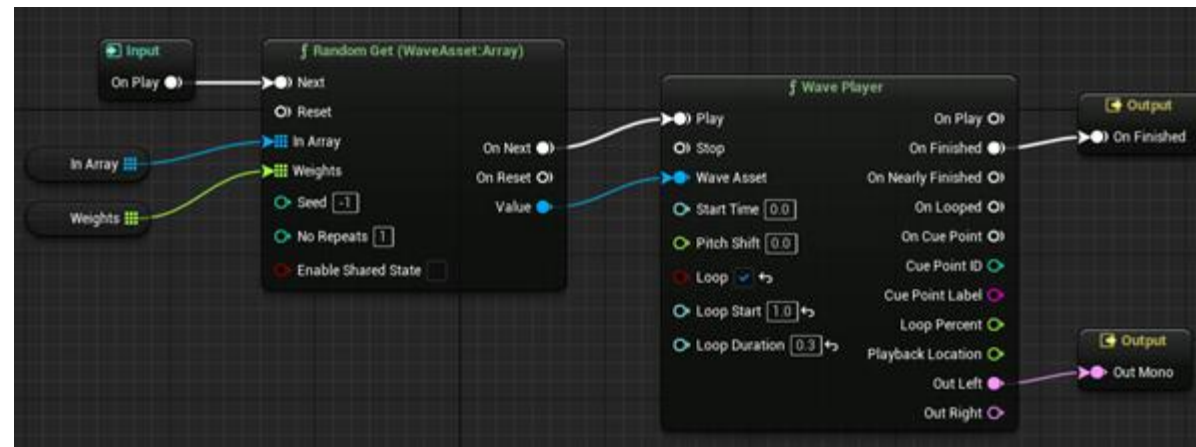 Input
On Play
In Array
Weights
f Random Get (WaveAsset:Array)
Next
Reset
In Array
Weights
Seed -1
No Repeats 1
Enable Shared State
On Next
On Reset
Value
f Wave Player
Play
Stop
Wave Asset
Start Time 0.0
Pitch Shift 0.0
Loop
Loop Start 1.0
Loop Duration 0.3
On Play
On Finished
On Nearly Finished
On Looped
On Cue Point
Cue Point ID
Cue Point Label
Loop Percent
Playback Location
Out Left
Out Right
Output
On Finished
Output
Out Mono